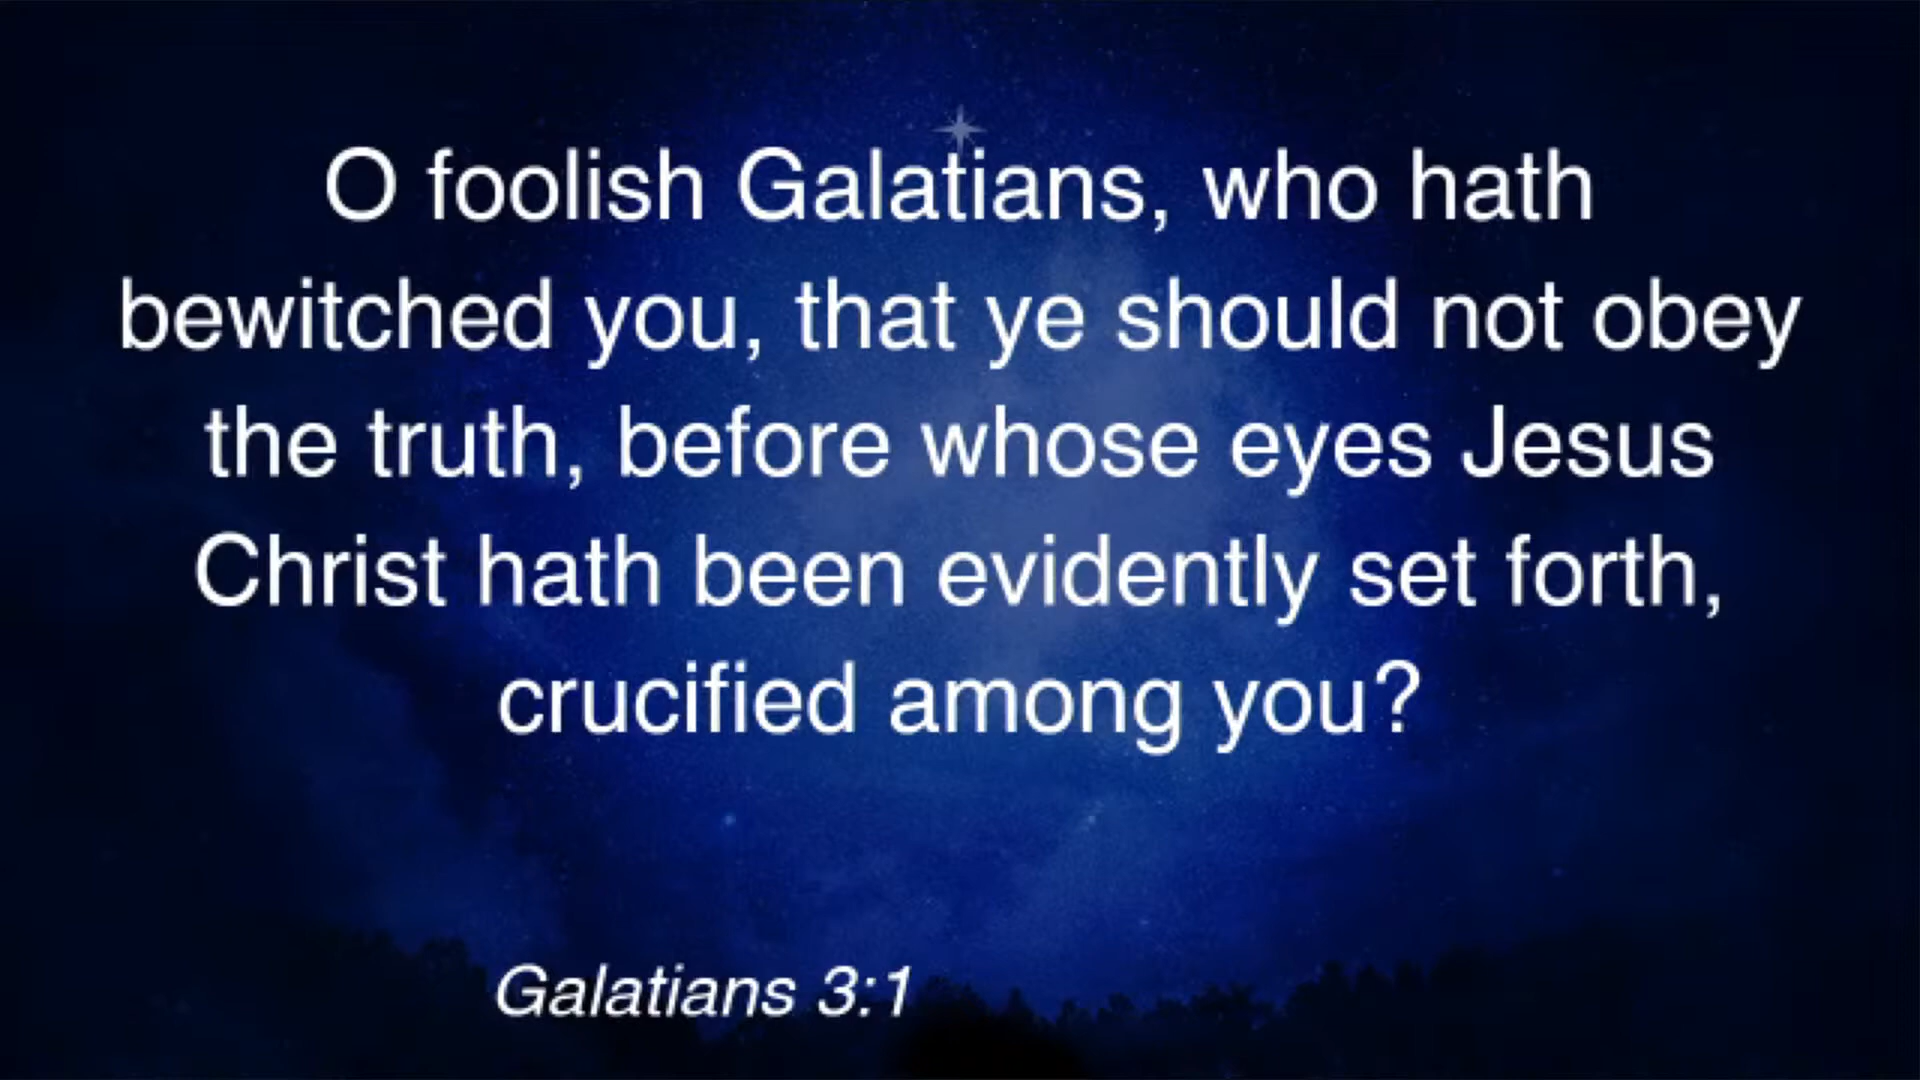 O foolish Galatians, who hath
bewitched you, that ye should not obey
the truth, before whose eyes Jesus
Christ hath been evidently set forth,
crucified among you?
Galatians 3:1